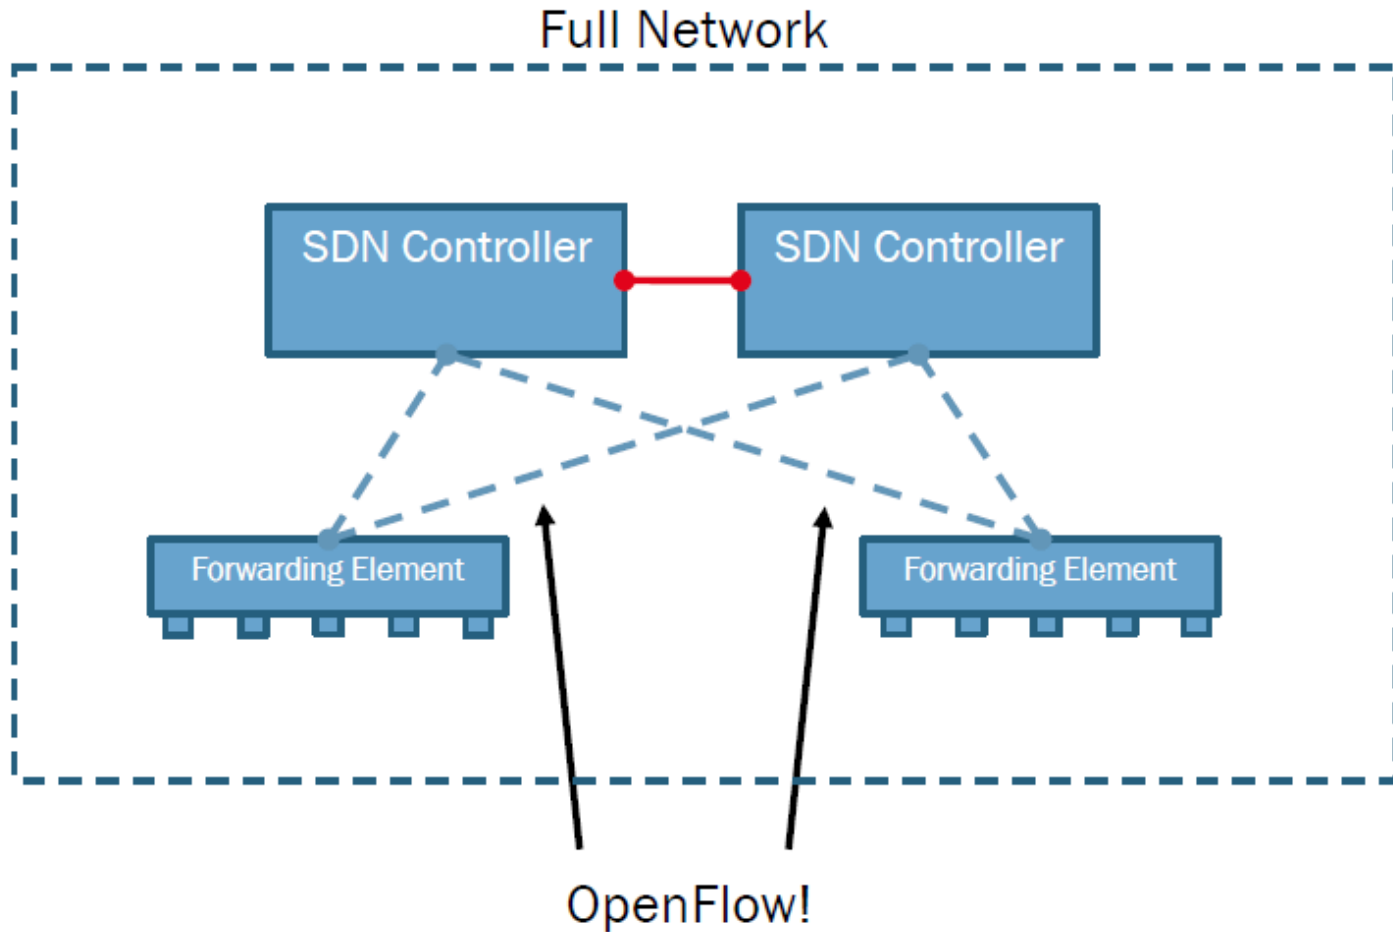 Full Network
SDN Controller
SDN Controller
Forwarding Element
Forwarding Element
OpenFlow!